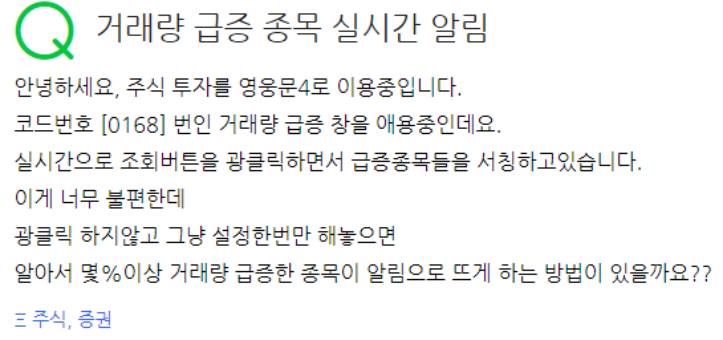 Q 거래량 급증 종목 실시간 알림
안녕하세요, 주식 투자를 영웅문4로 이용중입니다.
코드번호 [0168] 번인 거래량 급증 창을 애용중인데요.
실시간으로 조회버튼을 광클릭하면서 급증종목들을 서칭하고있습니다.
이게 너무 불편한데
광클릭 하지않고 그냥 설정한번만 해놓으면
알아서 몇%이상 거래량 급증한 종목이 알림으로 뜨게 하는 방법이 있을까요??
주식, 증권